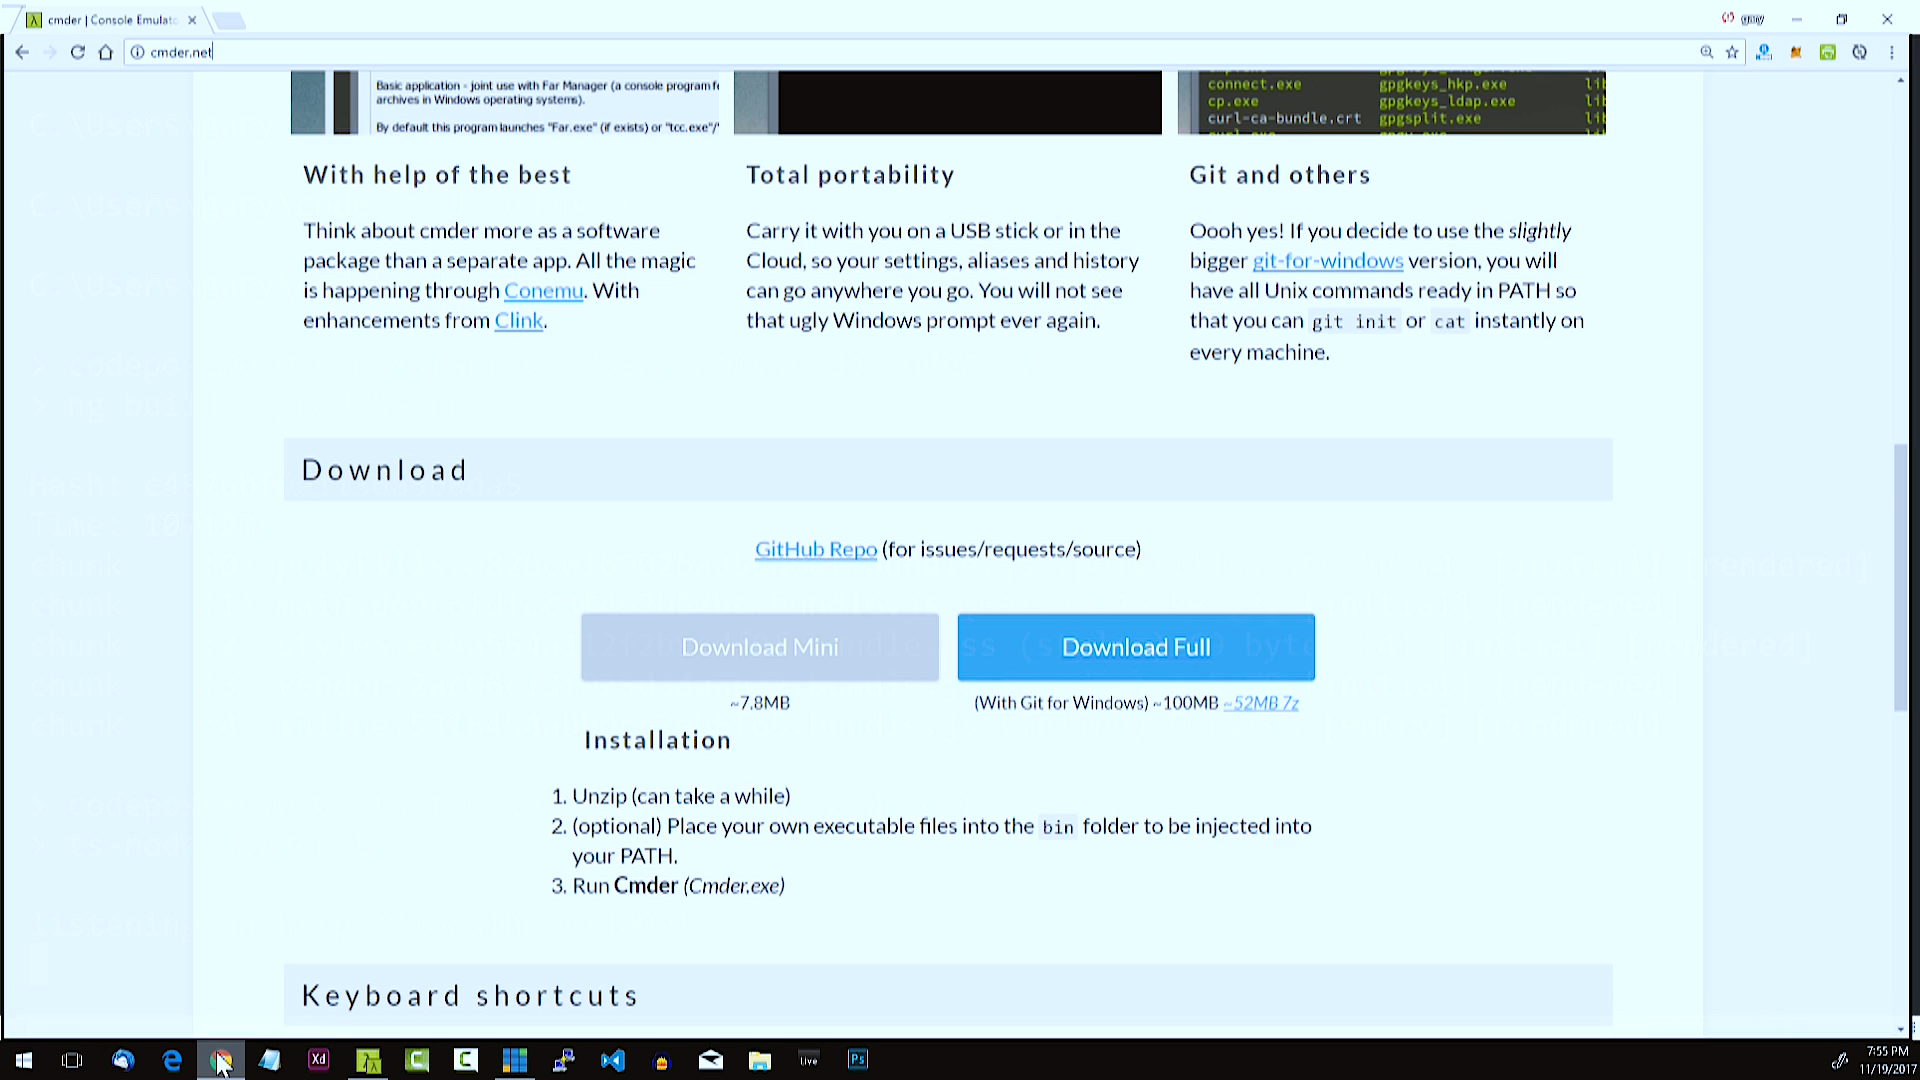 cmder | Console Emulato
gary
cmder.net
Basic application - joint use with Far Manager (a console program fo
archives in Windows operating systems).
By default this program launches "Far.exe" (if exists) or "tcc.exe"/"
connect.exe gpgkeys_hkp.exe lib
cp.exe gpgkeys_ldap.exe lib
curl-ca-bundle.crt gpgsplit.exe lib
With help of the best
Think about cmder more as a software
package than a separate app. All the magic
is happening through Conemu. With
enhancements from Clink.
Total portability
Carry it with you on a USB stick or in the
Cloud, so your settings, aliases and history
can go anywhere you go. You will not see
that ugly Windows prompt ever again.
Git and others
Oooh yes! If you decide to use the slightly
bigger git-for-windows version, you will
have all Unix commands ready in PATH so
that you can git init or cat instantly on
every machine.
Download
GitHub Repo (for issues/requests/source)
Download Mini
Download Full
~7.8MB
(With Git for Windows) ~100MB ~52MB 7z
Installation
1. Unzip (can take a while)
2. (optional) Place your own executable files into the bin folder to be injected into
your PATH.
3. Run Cmder (Cmder.exe)
Keyboard shortcuts
Xd
Live
Ps
7:55 PM
11/19/2017